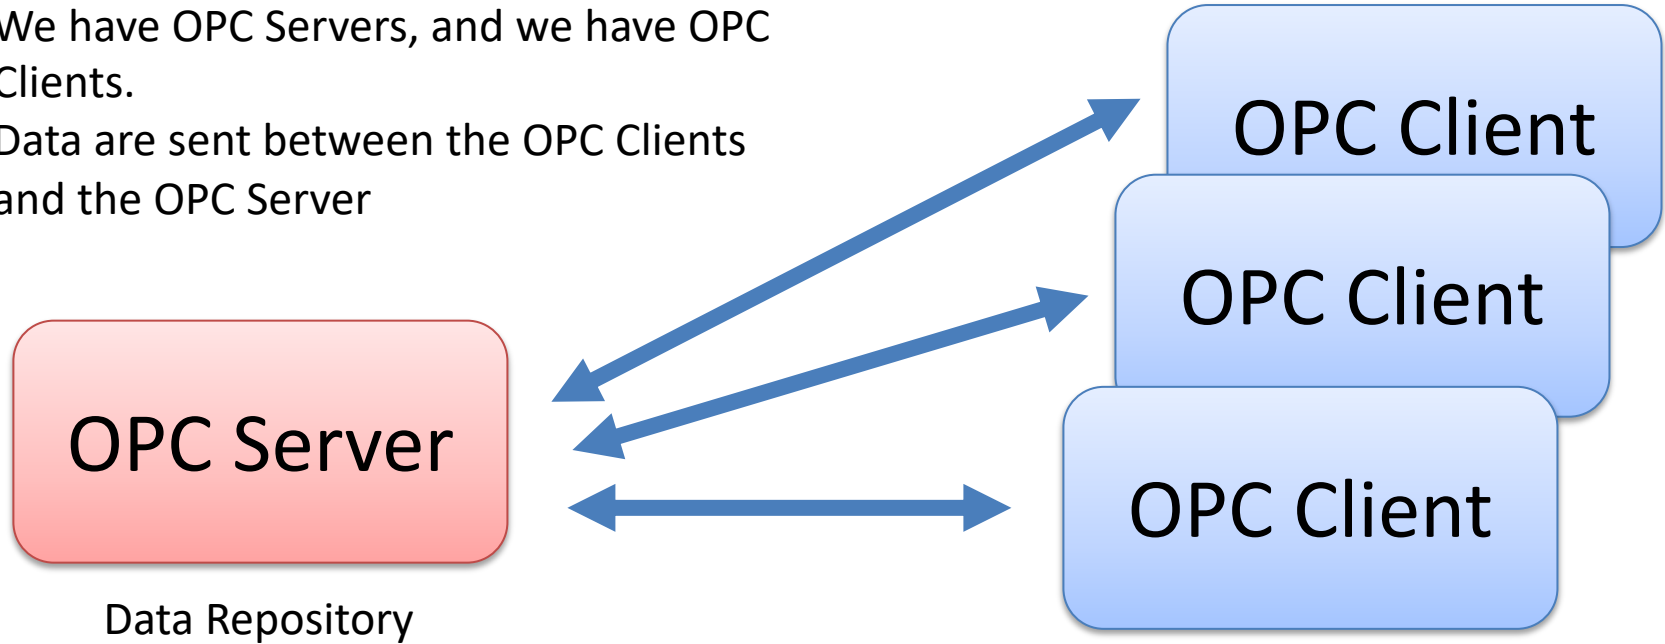 We have OPC Servers, and we have OPC
Clients.
Data are sent between the OPC Clients
and the OPC Server
OPC Client
OPC Client
OPC Server
OPC Client
Data Repository